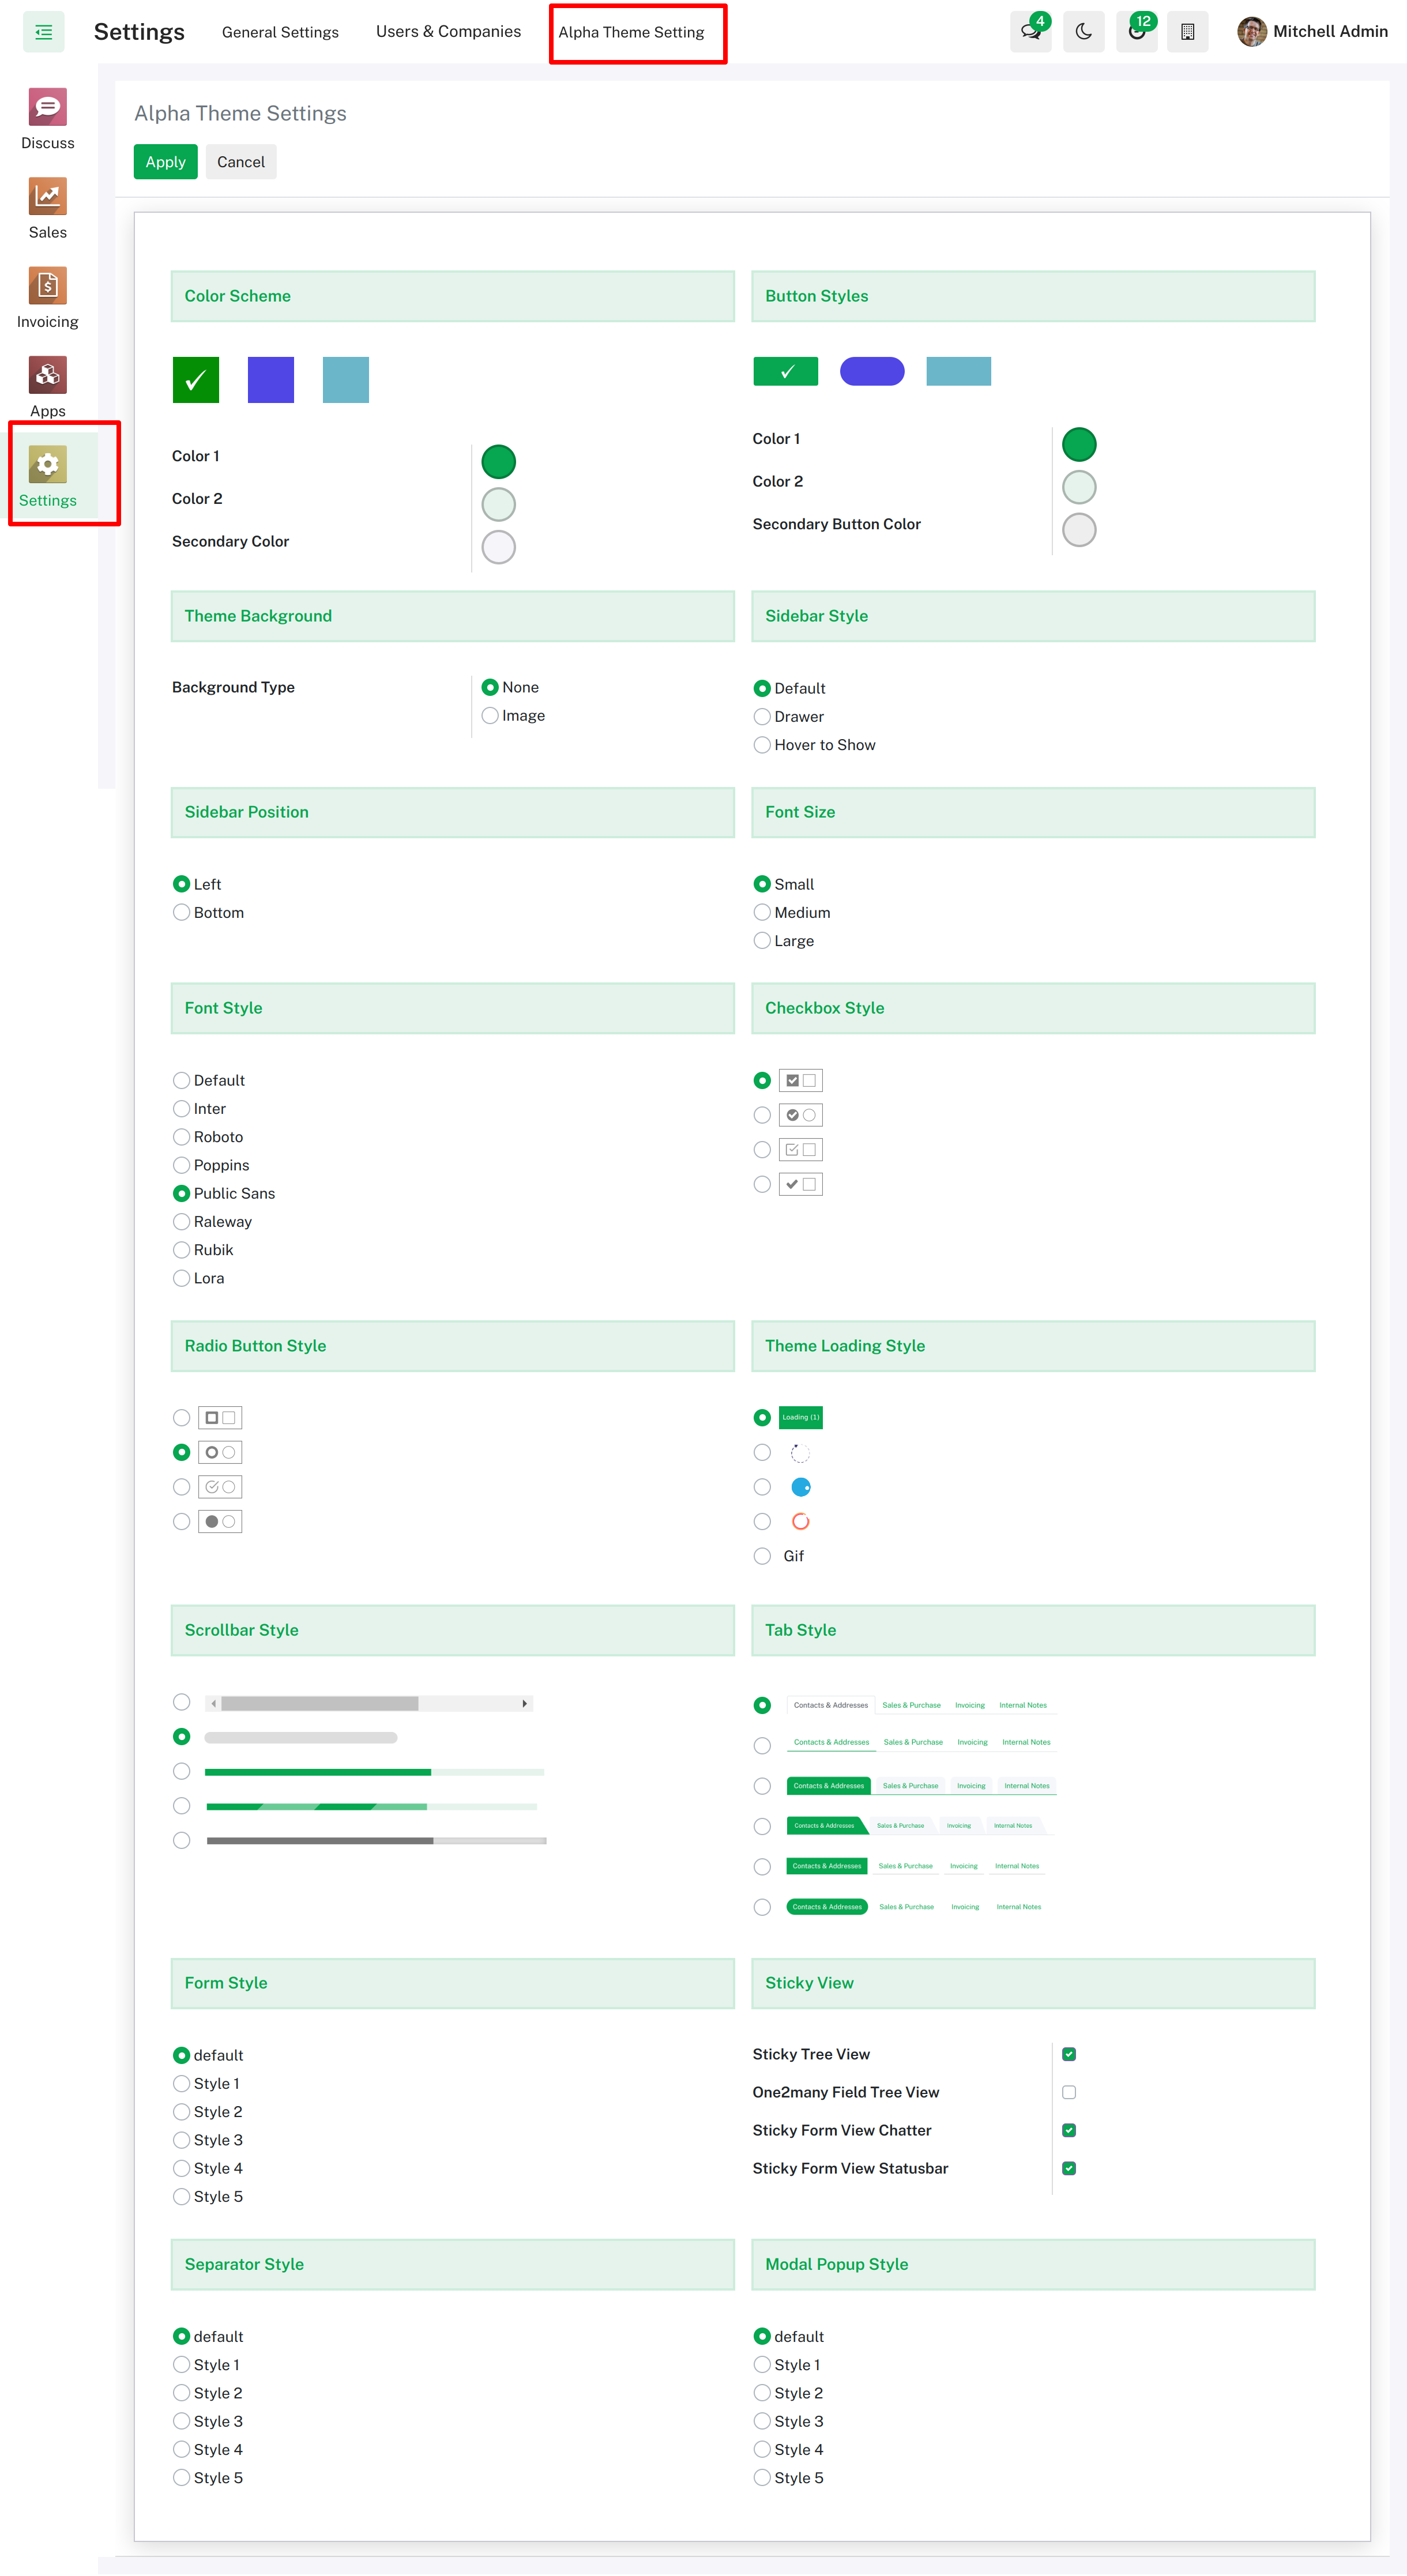 Settings
General Settings
Users & Companies
Alpha Theme Setting
4
12
Mitchell Admin
Discuss
Sales
Invoicing
Apps
Settings
Alpha Theme Settings
Apply
Cancel
Color Scheme
Color 1
Color 2
Secondary Color
Button Styles
Color 1
Color 2
Secondary Button Color
Theme Background
Background Type
None
Image
Sidebar Style
Default
Drawer
Hover to Show
Sidebar Position
Left
Bottom
Font Size
Small
Medium
Large
Font Style
Default
Inter
Roboto
Poppins
Public Sans
Raleway
Rubik
Lora
Checkbox Style
Radio Button Style
Theme Loading Style
Loading (1)
Gif
Scrollbar Style
Tab Style
Contacts & Addresses Sales & Purchase Invoicing Internal Notes
Contacts & Addresses Sales & Purchase Invoicing Internal Notes
Contacts & Addresses Sales & Purchase Invoicing Internal Notes
Contacts & Addresses Sales & Purchase Invoicing Internal Notes
Contacts & Addresses Sales & Purchase Invoicing Internal Notes
Contacts & Addresses Sales & Purchase Invoicing Internal Notes
Form Style
default
Style 1
Style 2
Style 3
Style 4
Style 5
Sticky View
Sticky Tree View
One2many Field Tree View
Sticky Form View Chatter
Sticky Form View Statusbar
Separator Style
default
Style 1
Style 2
Style 3
Style 4
Style 5
Modal Popup Style
default
Style 1
Style 2
Style 3
Style 4
Style 5